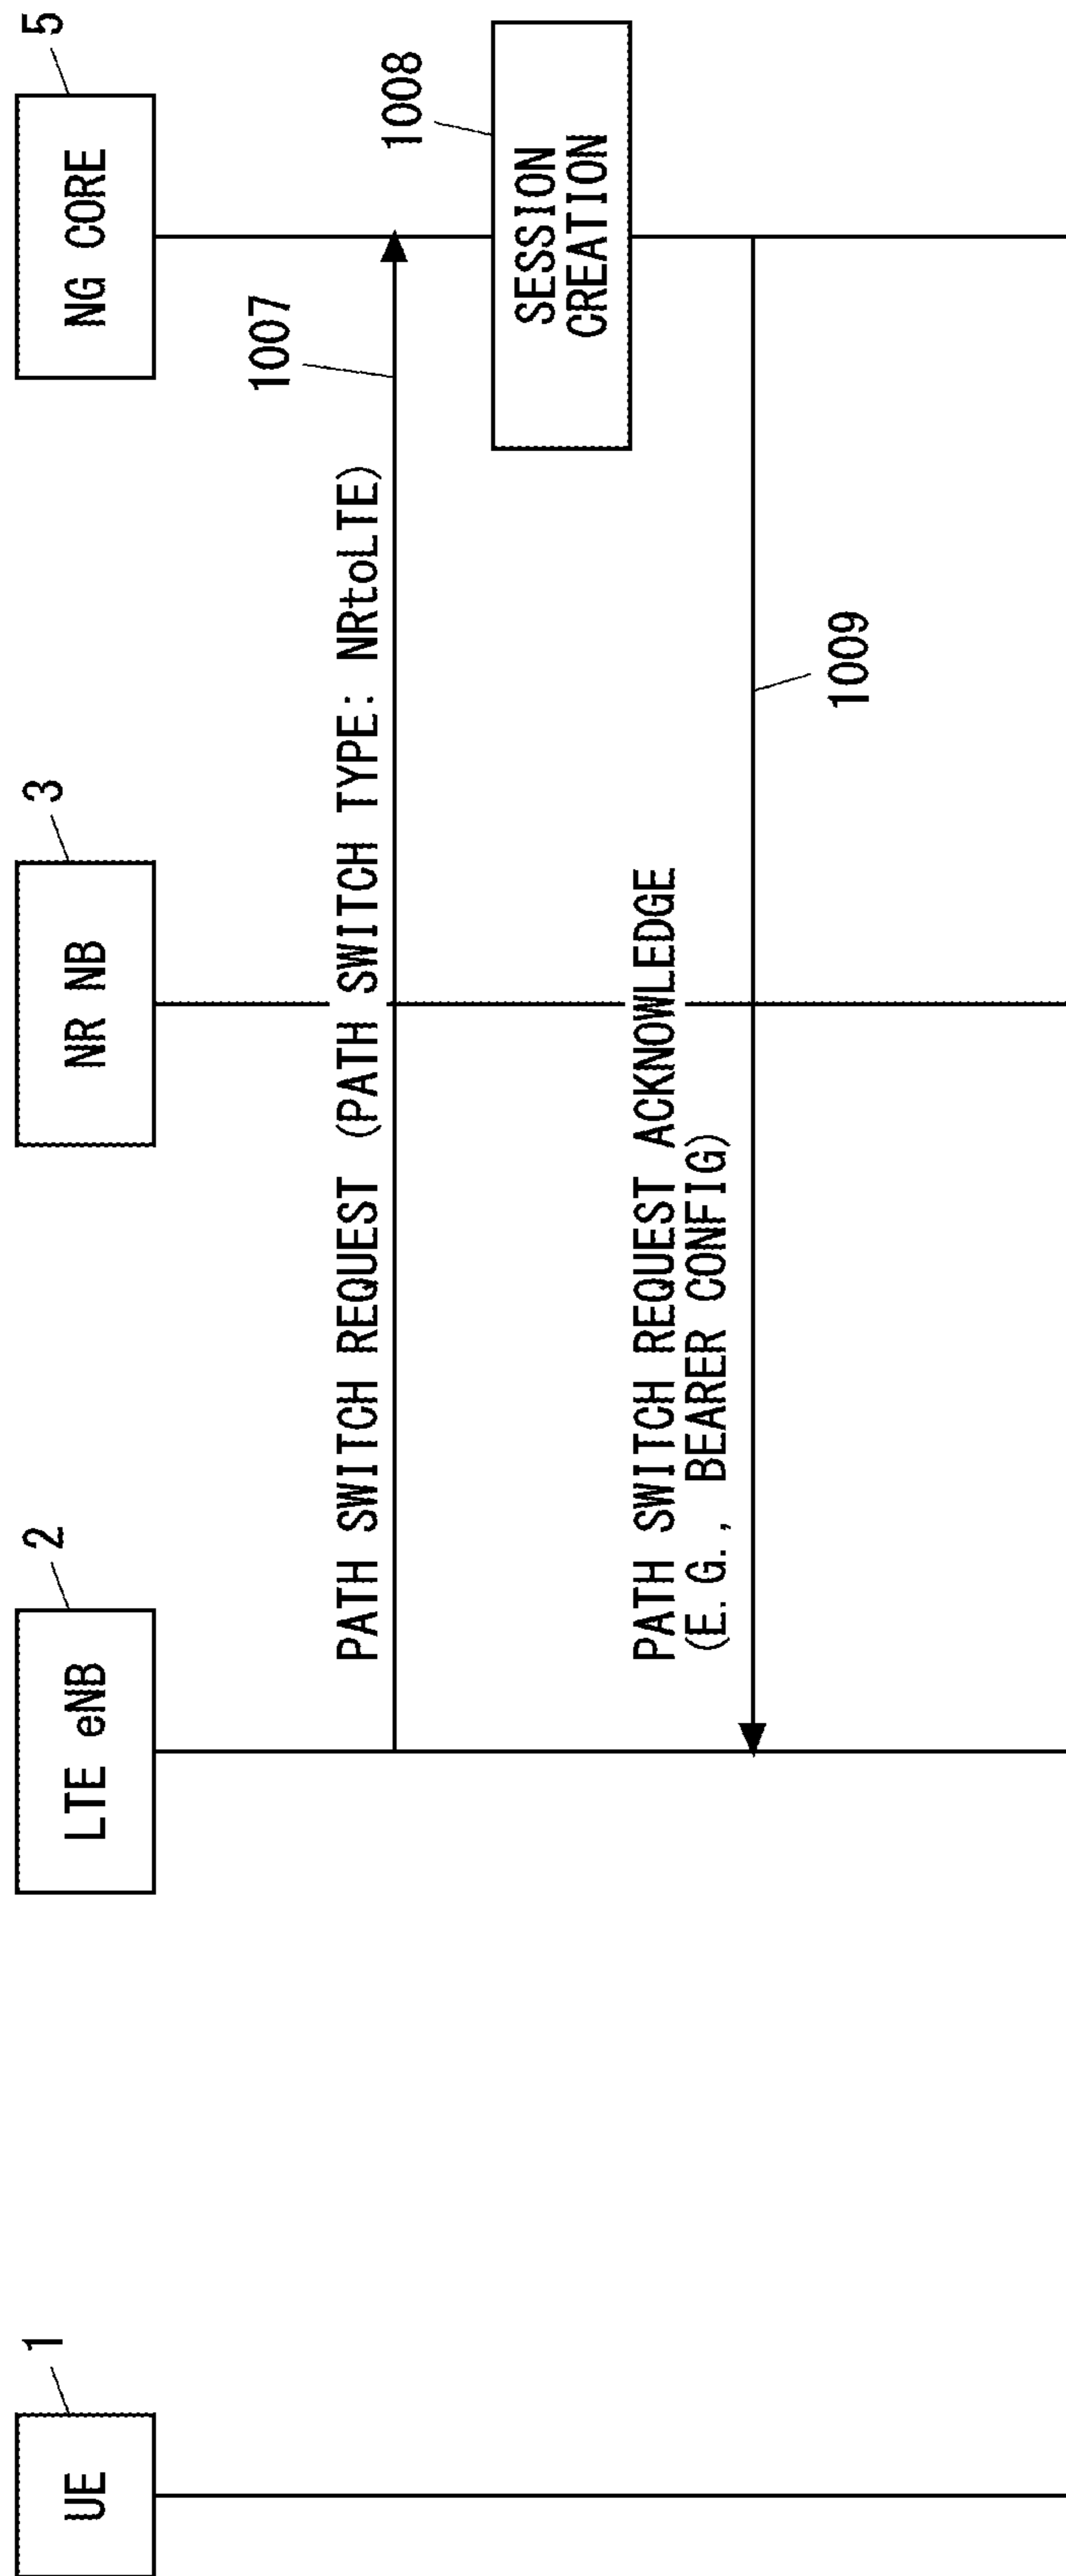 UE
1
LTE eNB
2
NR NB
3
NG CORE
5
PATH SWITCH REQUEST (PATH SWITCH TYPE: NRtoLTE)
1007
SESSION
CREATION
1008
PATH SWITCH REQUEST ACKNOWLEDGE
(E.G., BEARER CONFIG)
1009